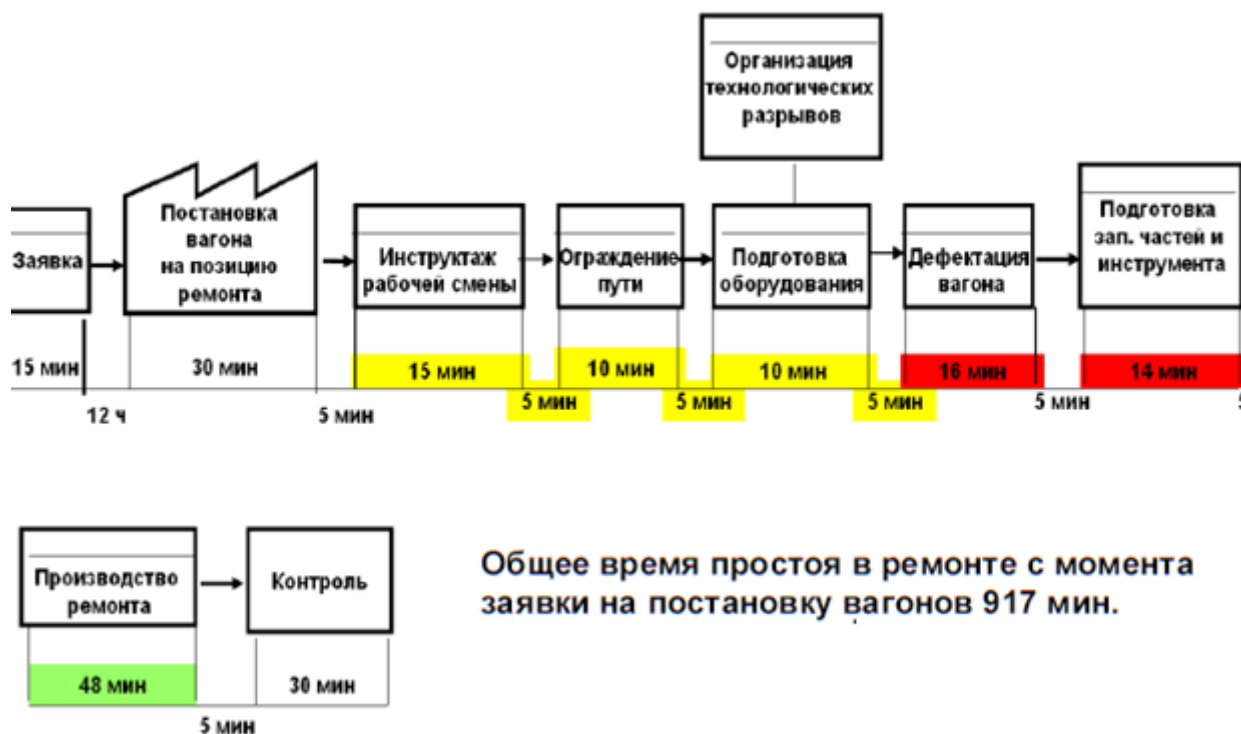 Организация
технологических
разрывов
Заявка
Постановка
вагона
на позицию
ремонта
Инструктаж
рабочей смены
Ограждение
пути
Подготовка
оборудования
Дефектация
вагона
Подготовка
зап. частей и
инструмента
15 мин
30 мин
15 мин
10 мин
10 мин
16 мин
14 мин
12 ч
5 мин
5 мин
5 мин
5 мин
5 мин
5
Производство
ремонта
Контроль
48 мин
30 мин
5 мин
Общее время простоя в ремонте с момента
заявки на постановку вагонов 917 мин.